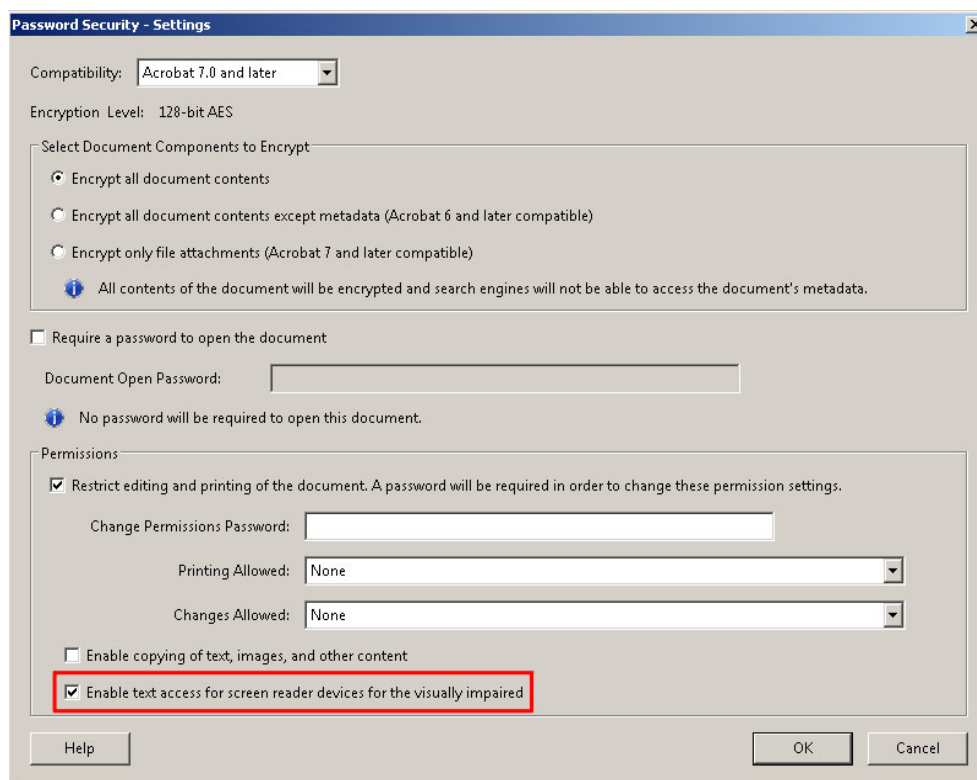 Password Security - Settings
Compatibility: Acrobat 7.0 and later
Encryption Level: 128-bit AES
Select Document Components to Encrypt
Encrypt all document contents
Encrypt all document contents except metadata (Acrobat 6 and later compatible)
Encrypt only file attachments (Acrobat 7 and later compatible)
All contents of the document will be encrypted and search engines will not be able to access the document's metadata.
Require a password to open the document
Document Open Password:
No password will be required to open this document.
Permissions
Restrict editing and printing of the document. A password will be required in order to change these permission settings.
Change Permissions Password:
Printing Allowed: None
Changes Allowed: None
Enable copying of text, images, and other content
Enable text access for screen reader devices for the visually impaired
Help OK Cancel